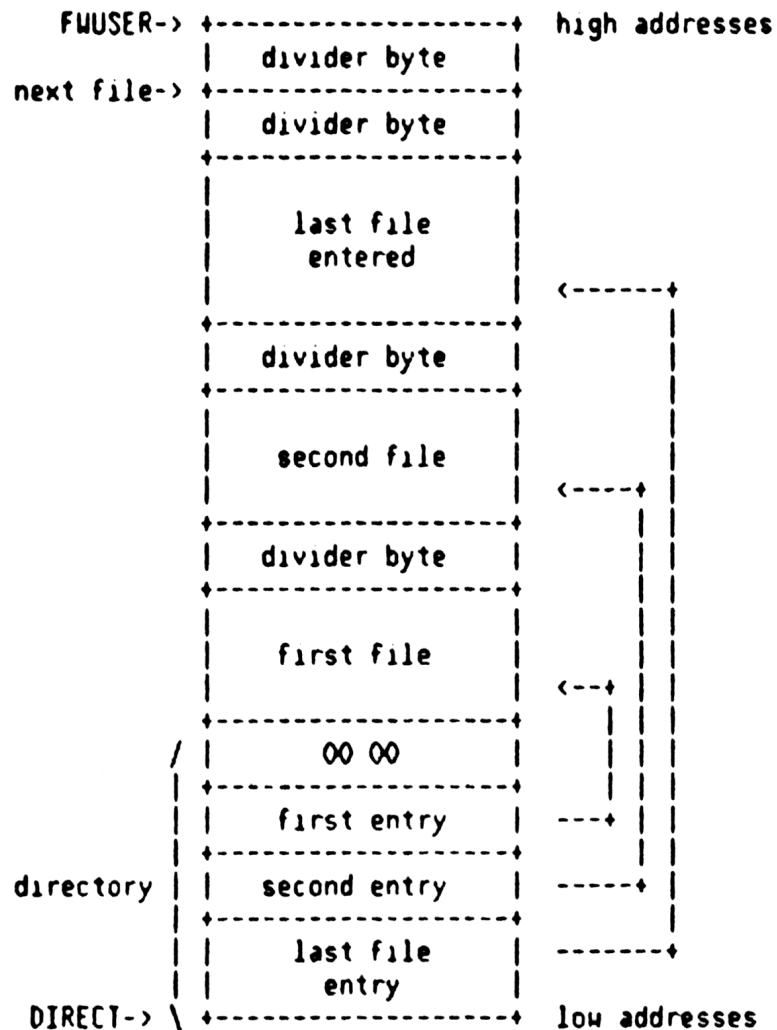 FWUSER-> high addresses
divider byte
next file->
divider byte
last file
entered
divider byte
second file
divider byte
first file
00 00
first entry
directory second entry
last file
entry
DIRECT-> low addresses